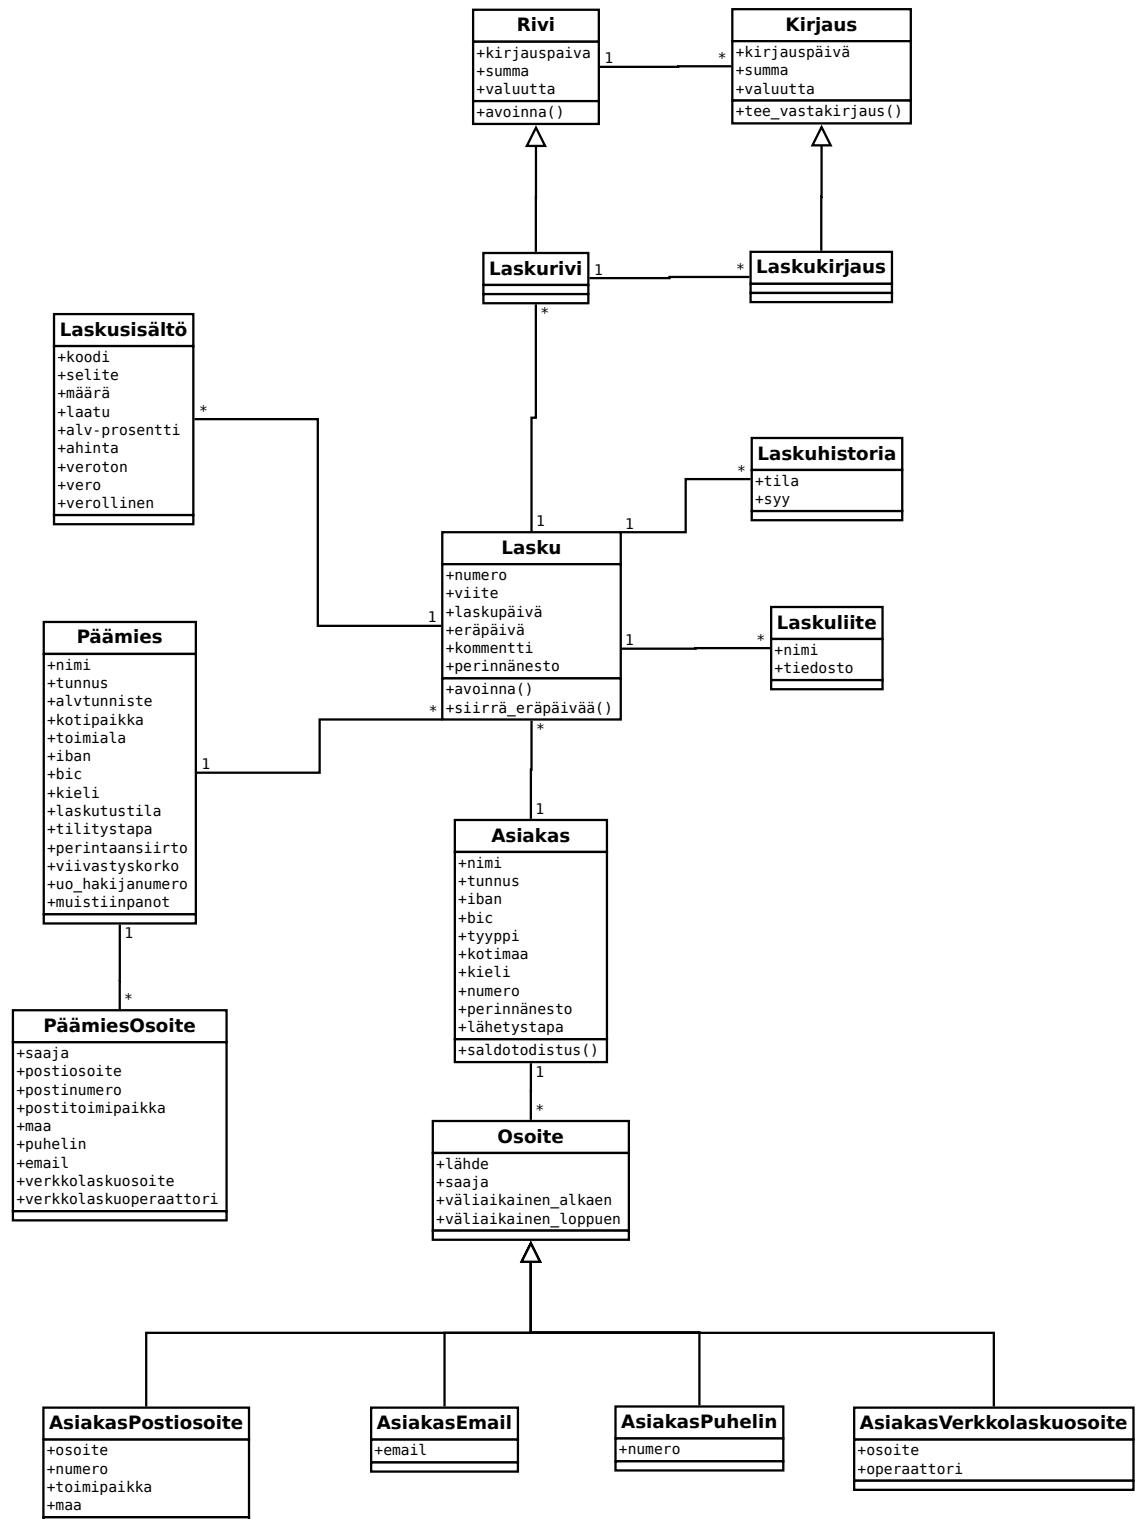 Rivi
+kirjauspaiva
+summa
+valuutta
+avoinna()
1
*
Kirjaus
+kirjauspäivä
+summa
+valuutta
+tee_vastakirjaus()
Laskurivi
1
*
Laskukirjaus
*
Laskusisältö
+koodi
+selite
+määrä
+laatu
+alv-prosentti
+ahinta
+veroton
+vero
+verollinen
*
Laskuhistoria
+tila
+syy
*
1
1
Lasku
+numero
+viite
+laskupäivä
+eräpäivä
+kommentti
+perinnänesto
+avoinna()
+siirrä_eräpäivää()
1
1
*
Laskuliite
+nimi
+tiedosto
Päämies
+nimi
+tunnus
+alvtunniste
+kotipaikka
+toimiala
+iban
+bic
+kieli
+laskutustila
+tilitystapa
+perintaansiirto
+viivastyskorko
+uo_hakijanumero
+muistiinpanot
1
*
*
1
Asiakas
+nimi
+tunnus
+iban
+bic
+tyyppi
+kotimaa
+kieli
+numero
+perinnänesto
+lähetystapa
+saldotodistus()
1
*
PäämiesOsoite
+saaja
+postiosoite
+postinumero
+postitoimipaikka
+maa
+puhelin
+email
+verkkolaskuosoite
+verkkolaskuoperaattori
1
*
Osoite
+lähde
+saaja
+väliaikainen_alkaen
+väliaikainen_loppuen
AsiakasPostiosoite
+osoite
+numero
+toimipaikka
+maa
AsiakasEmail
+email
AsiakasPuhelin
+numero
AsiakasVerkkolaskuosoite
+osoite
+operaattori